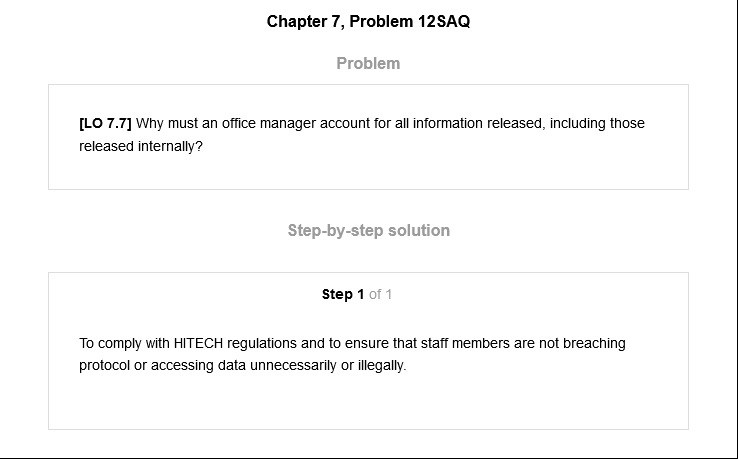 Chapter 7, Problem 12SAQ
Problem
[LO 7.7] Why must an office manager account for all information released, including those
released internally?
Step-by-step solution
Step 1 of 1
To comply with HITECH regulations and to ensure that staff members are not breaching
protocol or accessing data unnecessarily or illegally.